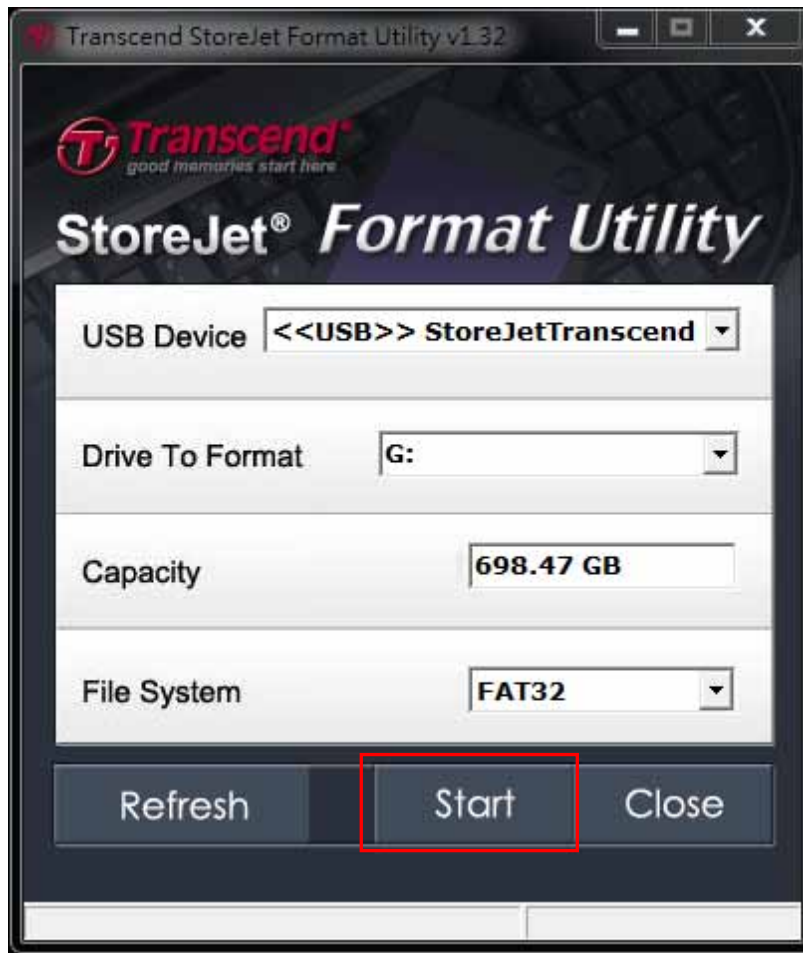 Transcend StoreJet Format Utility v1.32
Transcend®
good memories start here
StoreJet® Format Utility
USB Device <<USB>> StoreJetTranscend
Drive To Format G:
Capacity 698.47 GB
File System FAT32
Refresh Start Close